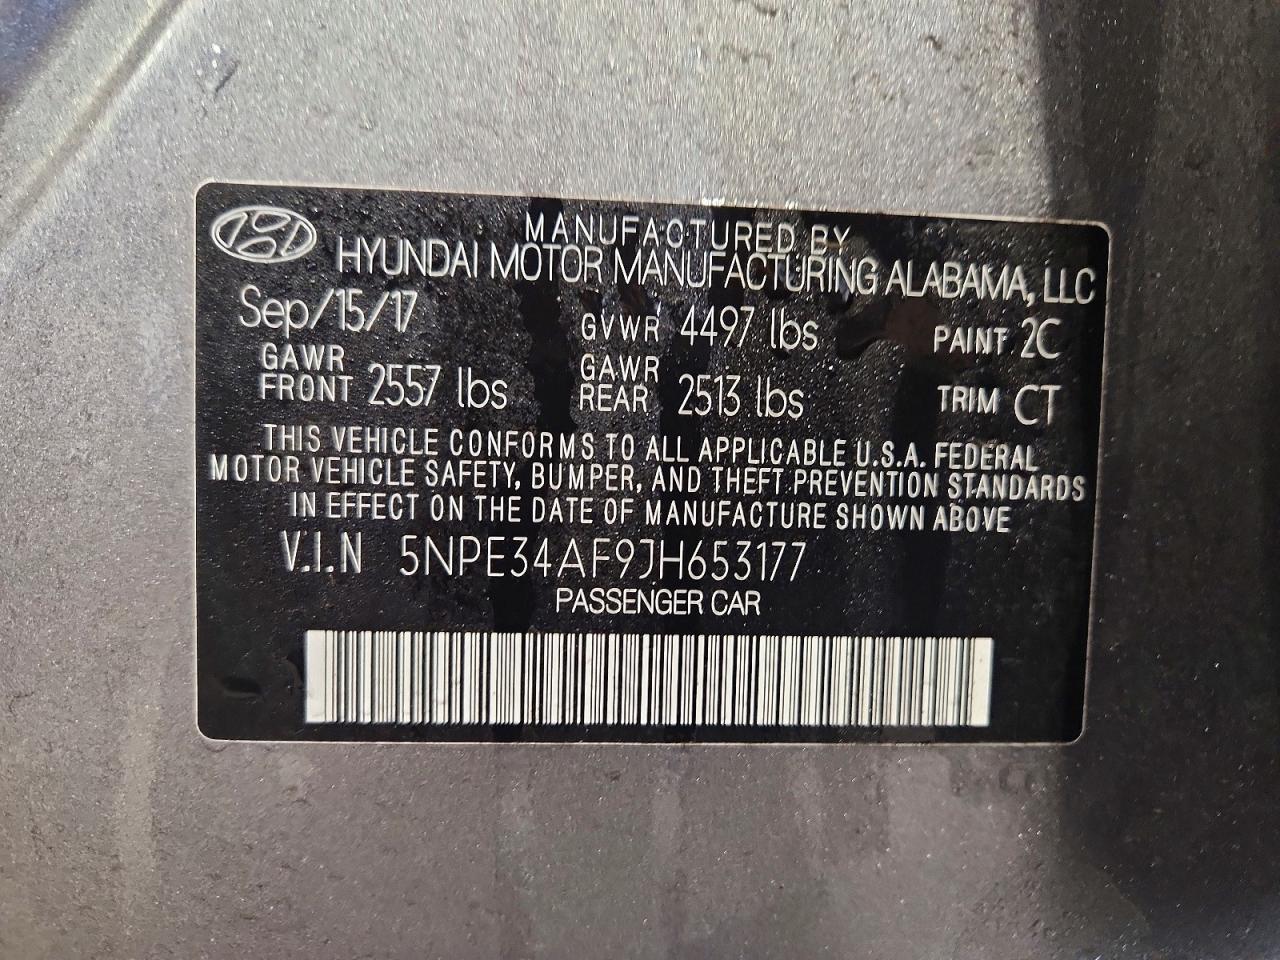 MANUFACTURED BY
HYUNDAI MOTOR MANUFACTURING ALABAMA, LLC
Sep/15/17 GVWR 4497 lbs PAINT 2C
GAWR FRONT 2557 lbs GAWR REAR 2513 lbs TRIM CT
THIS VEHICLE CONFORMS TO ALL APPLICABLE U.S.A. FEDERAL
MOTOR VEHICLE SAFETY, BUMPER, AND THEFT PREVENTION STANDARDS
IN EFFECT ON THE DATE OF MANUFACTURE SHOWN ABOVE
V.I.N 5NPE34AF9JH653177
PASSENGER CAR